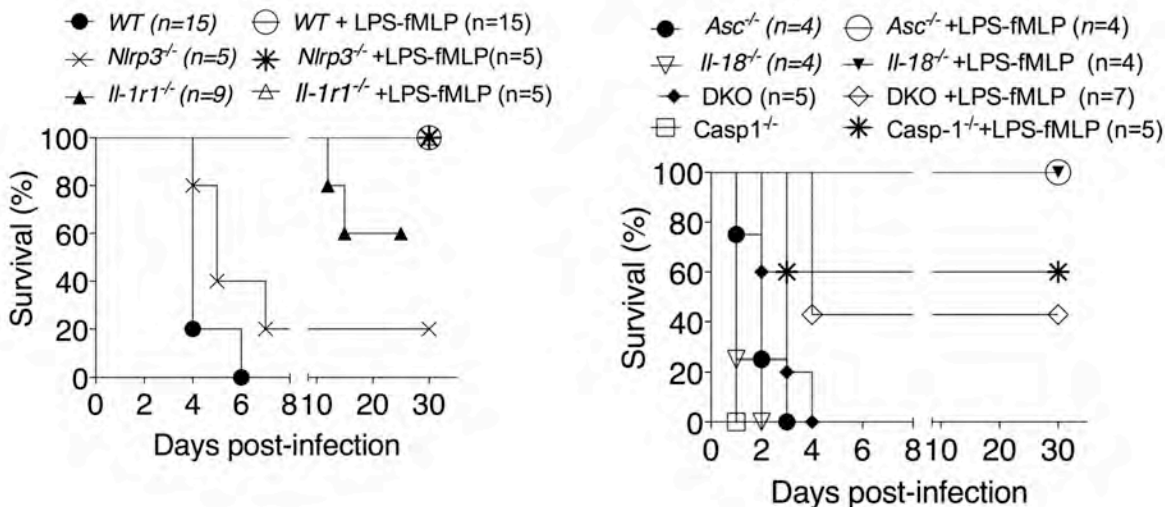 WT (n=15) WT + LPS-fMLP (n=15)
Nlrp3-/- (n=5) Nlrp3-/- +LPS-fMLP(n=5)
Il-1r1-/- (n=9) Il-1r1-/- +LPS-fMLP (n=5)
100
80
60
40
20
0
Survival (%)
0 2 4 6 8 10 20 30
Days post-infection
Asc-/- (n=4) Asc-/- +LPS-fMLP (n=4)
Il-18-/- (n=4) Il-18-/- +LPS-fMLP (n=4)
DKO (n=5) DKO +LPS-fMLP (n=7)
Casp1-/- Casp-1-/-+LPS-fMLP (n=5)
100
80
60
40
20
0
Survival (%)
0 2 4 6 8 10 20 30
Days post-infection